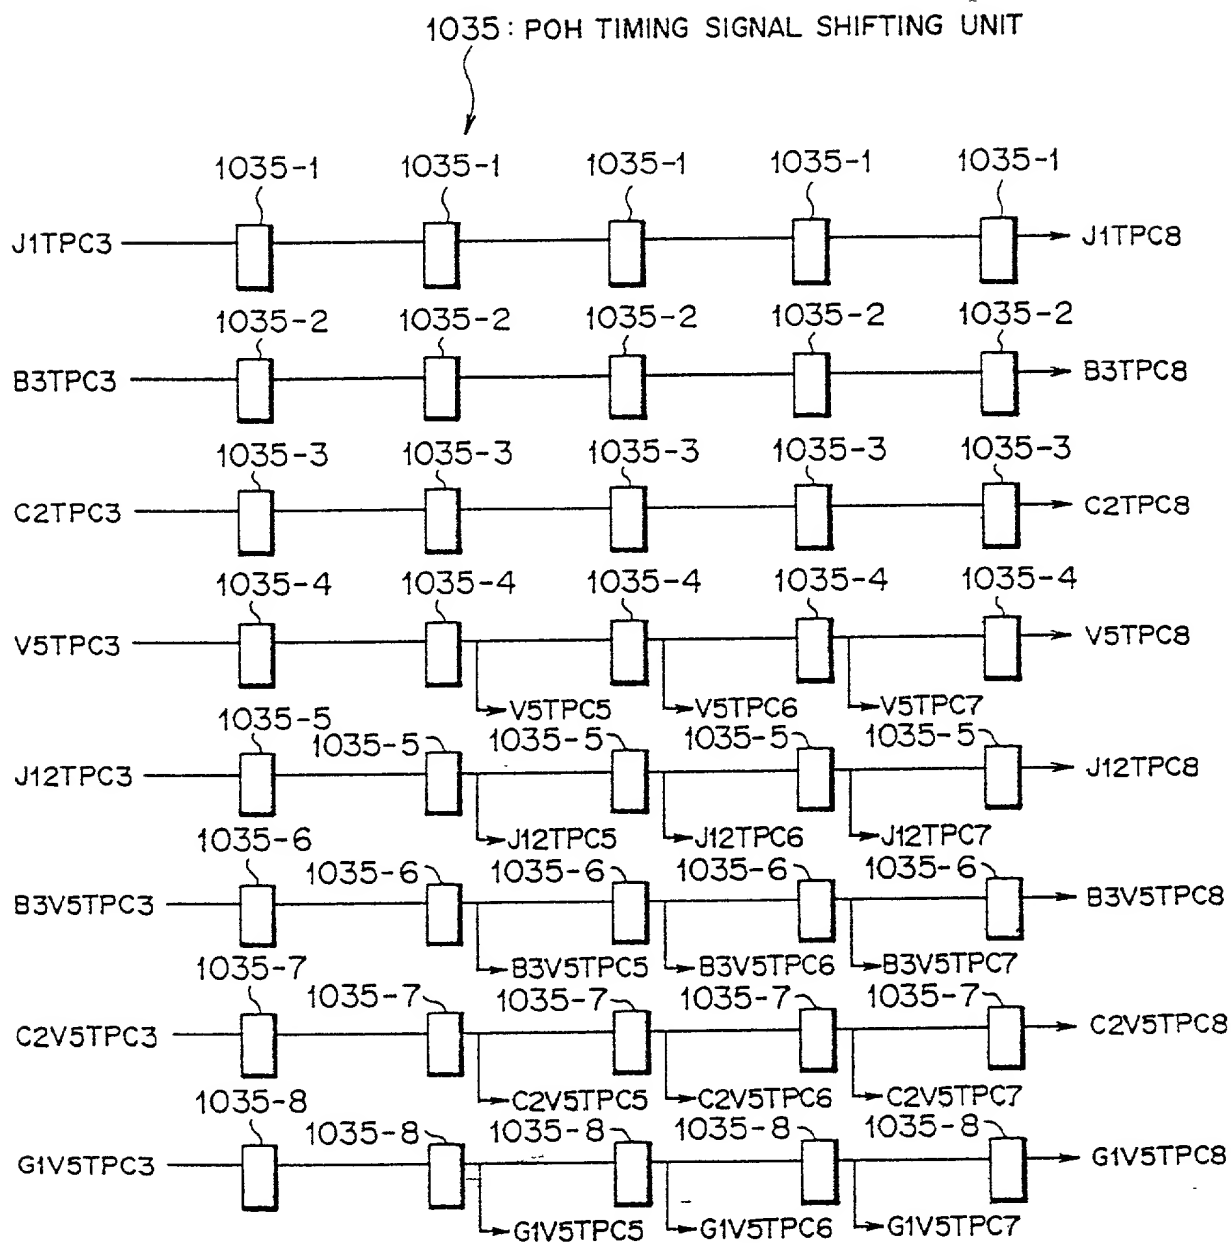 1035: POH TIMING SIGNAL SHIFTING UNIT
1035-1 1035-1 1035-1 1035-1 1035-1
J1TPC3 J1TPC8
1035-2 1035-2 1035-2 1035-2 1035-2
B3TPC3 B3TPC8
1035-3 1035-3 1035-3 1035-3 1035-3
C2TPC3 C2TPC8
1035-4 1035-4 1035-4 1035-4 1035-4
V5TPC3 V5TPC8
V5TPC5 V5TPC6 V5TPC7
1035-5 1035-5 1035-5 1035-5 1035-5
J12TPC3 J12TPC8
J12TPC5 J12TPC6 J12TPC7
1035-6 1035-6 1035-6 1035-6 1035-6
B3V5TPC3 B3V5TPC8
B3V5TPC5 B3V5TPC6 B3V5TPC7
1035-7 1035-7 1035-7 1035-7 1035-7
C2V5TPC3 C2V5TPC8
C2V5TPC5 C2V5TPC6 C2V5TPC7
1035-8 1035-8 1035-8 1035-8 1035-8
G1V5TPC3 G1V5TPC8
G1V5TPC5 G1V5TPC6 G1V5TPC7